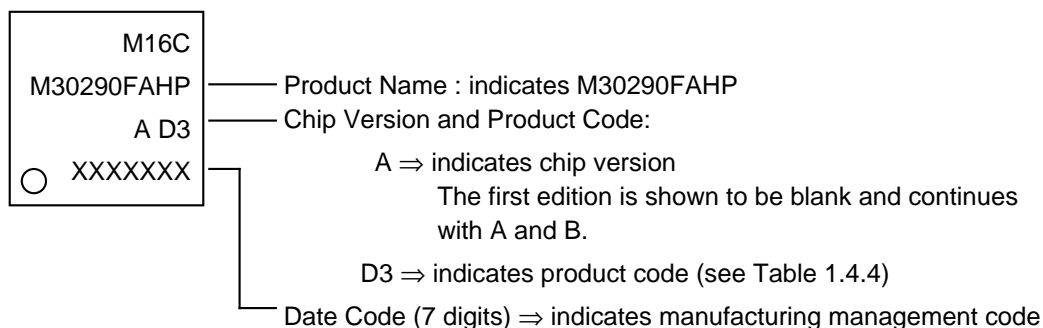 M16C
M30290FAHP
Product Name : indicates M30290FAHP
A D3
Chip Version and Product Code:
A ⇒ indicates chip version
The first edition is shown to be blank and continues
with A and B.
D3 ⇒ indicates product code (see Table 1.4.4)
XXXXXXX
Date Code (7 digits) ⇒ indicates manufacturing management code